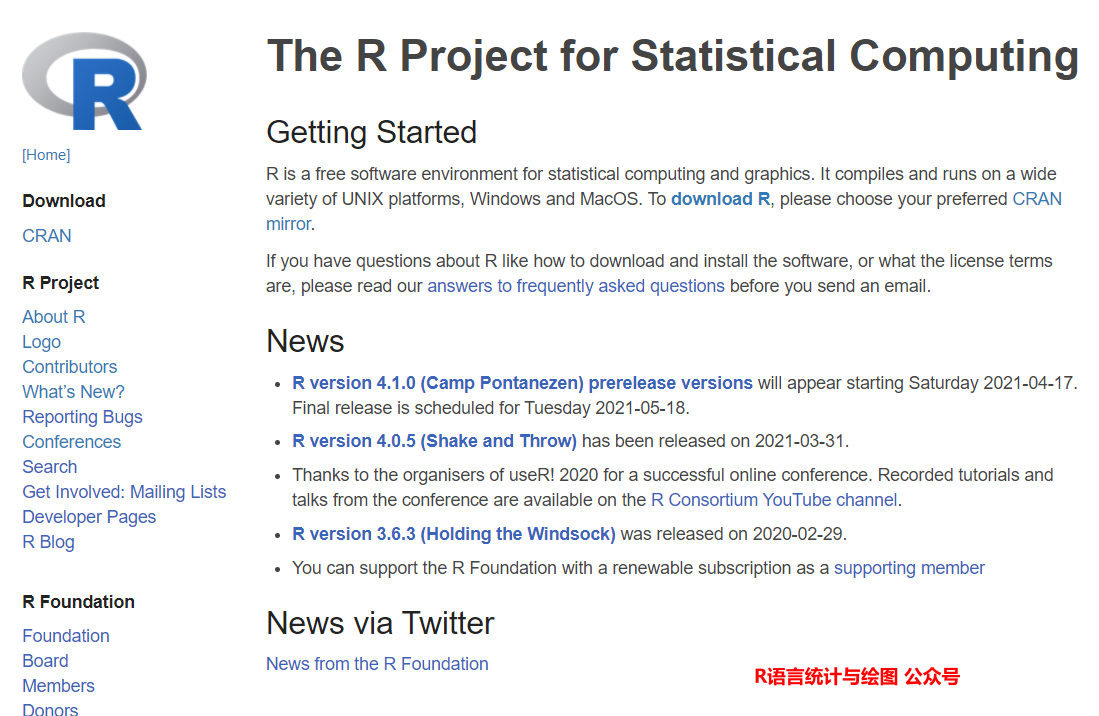 R
[Home]
Download
CRAN
R Project
About R
Logo
Contributors
What's New?
Reporting Bugs
Conferences
Search
Get Involved: Mailing Lists
Developer Pages
R Blog
R Foundation
Foundation
Board
Members
Donors
The R Project for Statistical Computing
Getting Started
R is a free software environment for statistical computing and graphics. It compiles and runs on a wide
variety of UNIX platforms, Windows and MacOS. To download R, please choose your preferred CRAN
mirror.
If you have questions about R like how to download and install the software, or what the license terms
are, please read our answers to frequently asked questions before you send an email.
News
• R version 4.1.0 (Camp Pontanezen) prerelease versions will appear starting Saturday 2021-04-17.
Final release is scheduled for Tuesday 2021-05-18.
• R version 4.0.5 (Shake and Throw) has been released on 2021-03-31.
• Thanks to the organisers of useR! 2020 for a successful online conference. Recorded tutorials and
talks from the conference are available on the R Consortium YouTube channel.
• R version 3.6.3 (Holding the Windsock) was released on 2020-02-29.
• You can support the R Foundation with a renewable subscription as a supporting member
News via Twitter
News from the R Foundation
R语言统计与绘图 公众号